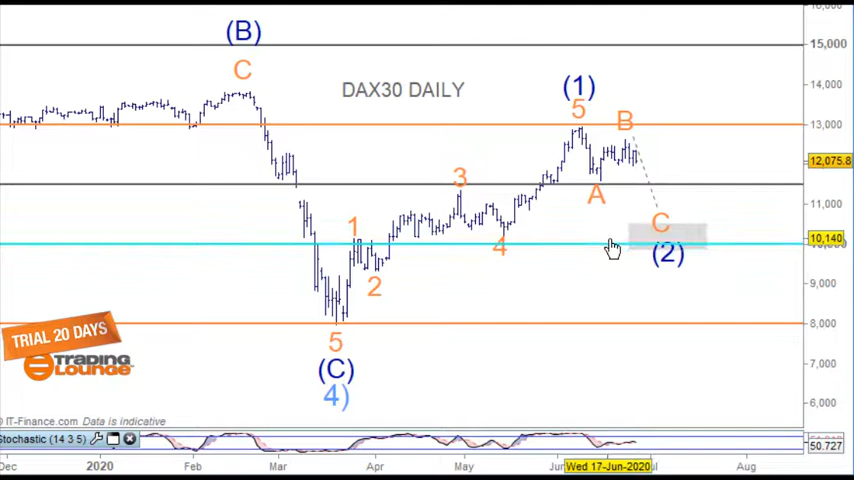 16,000
(B)
15,000
C
DAX30 DAILY
(1)
14,000
5
B
13,000
12,075.8
3
A
11,000
1
C
10,140
4
(2)
2
9,000
8,000
TRIAL 20 DAYS
5
TRADING
LOUNGE
(C)
7,000
4)
6,000
© IT-Finance.com Data is indicative
Stochastic (14 3 5)
50.727
Dec
2020
Feb
Mar
Apr
May
Jun
Wed 17-Jun-2020
Jul
Aug